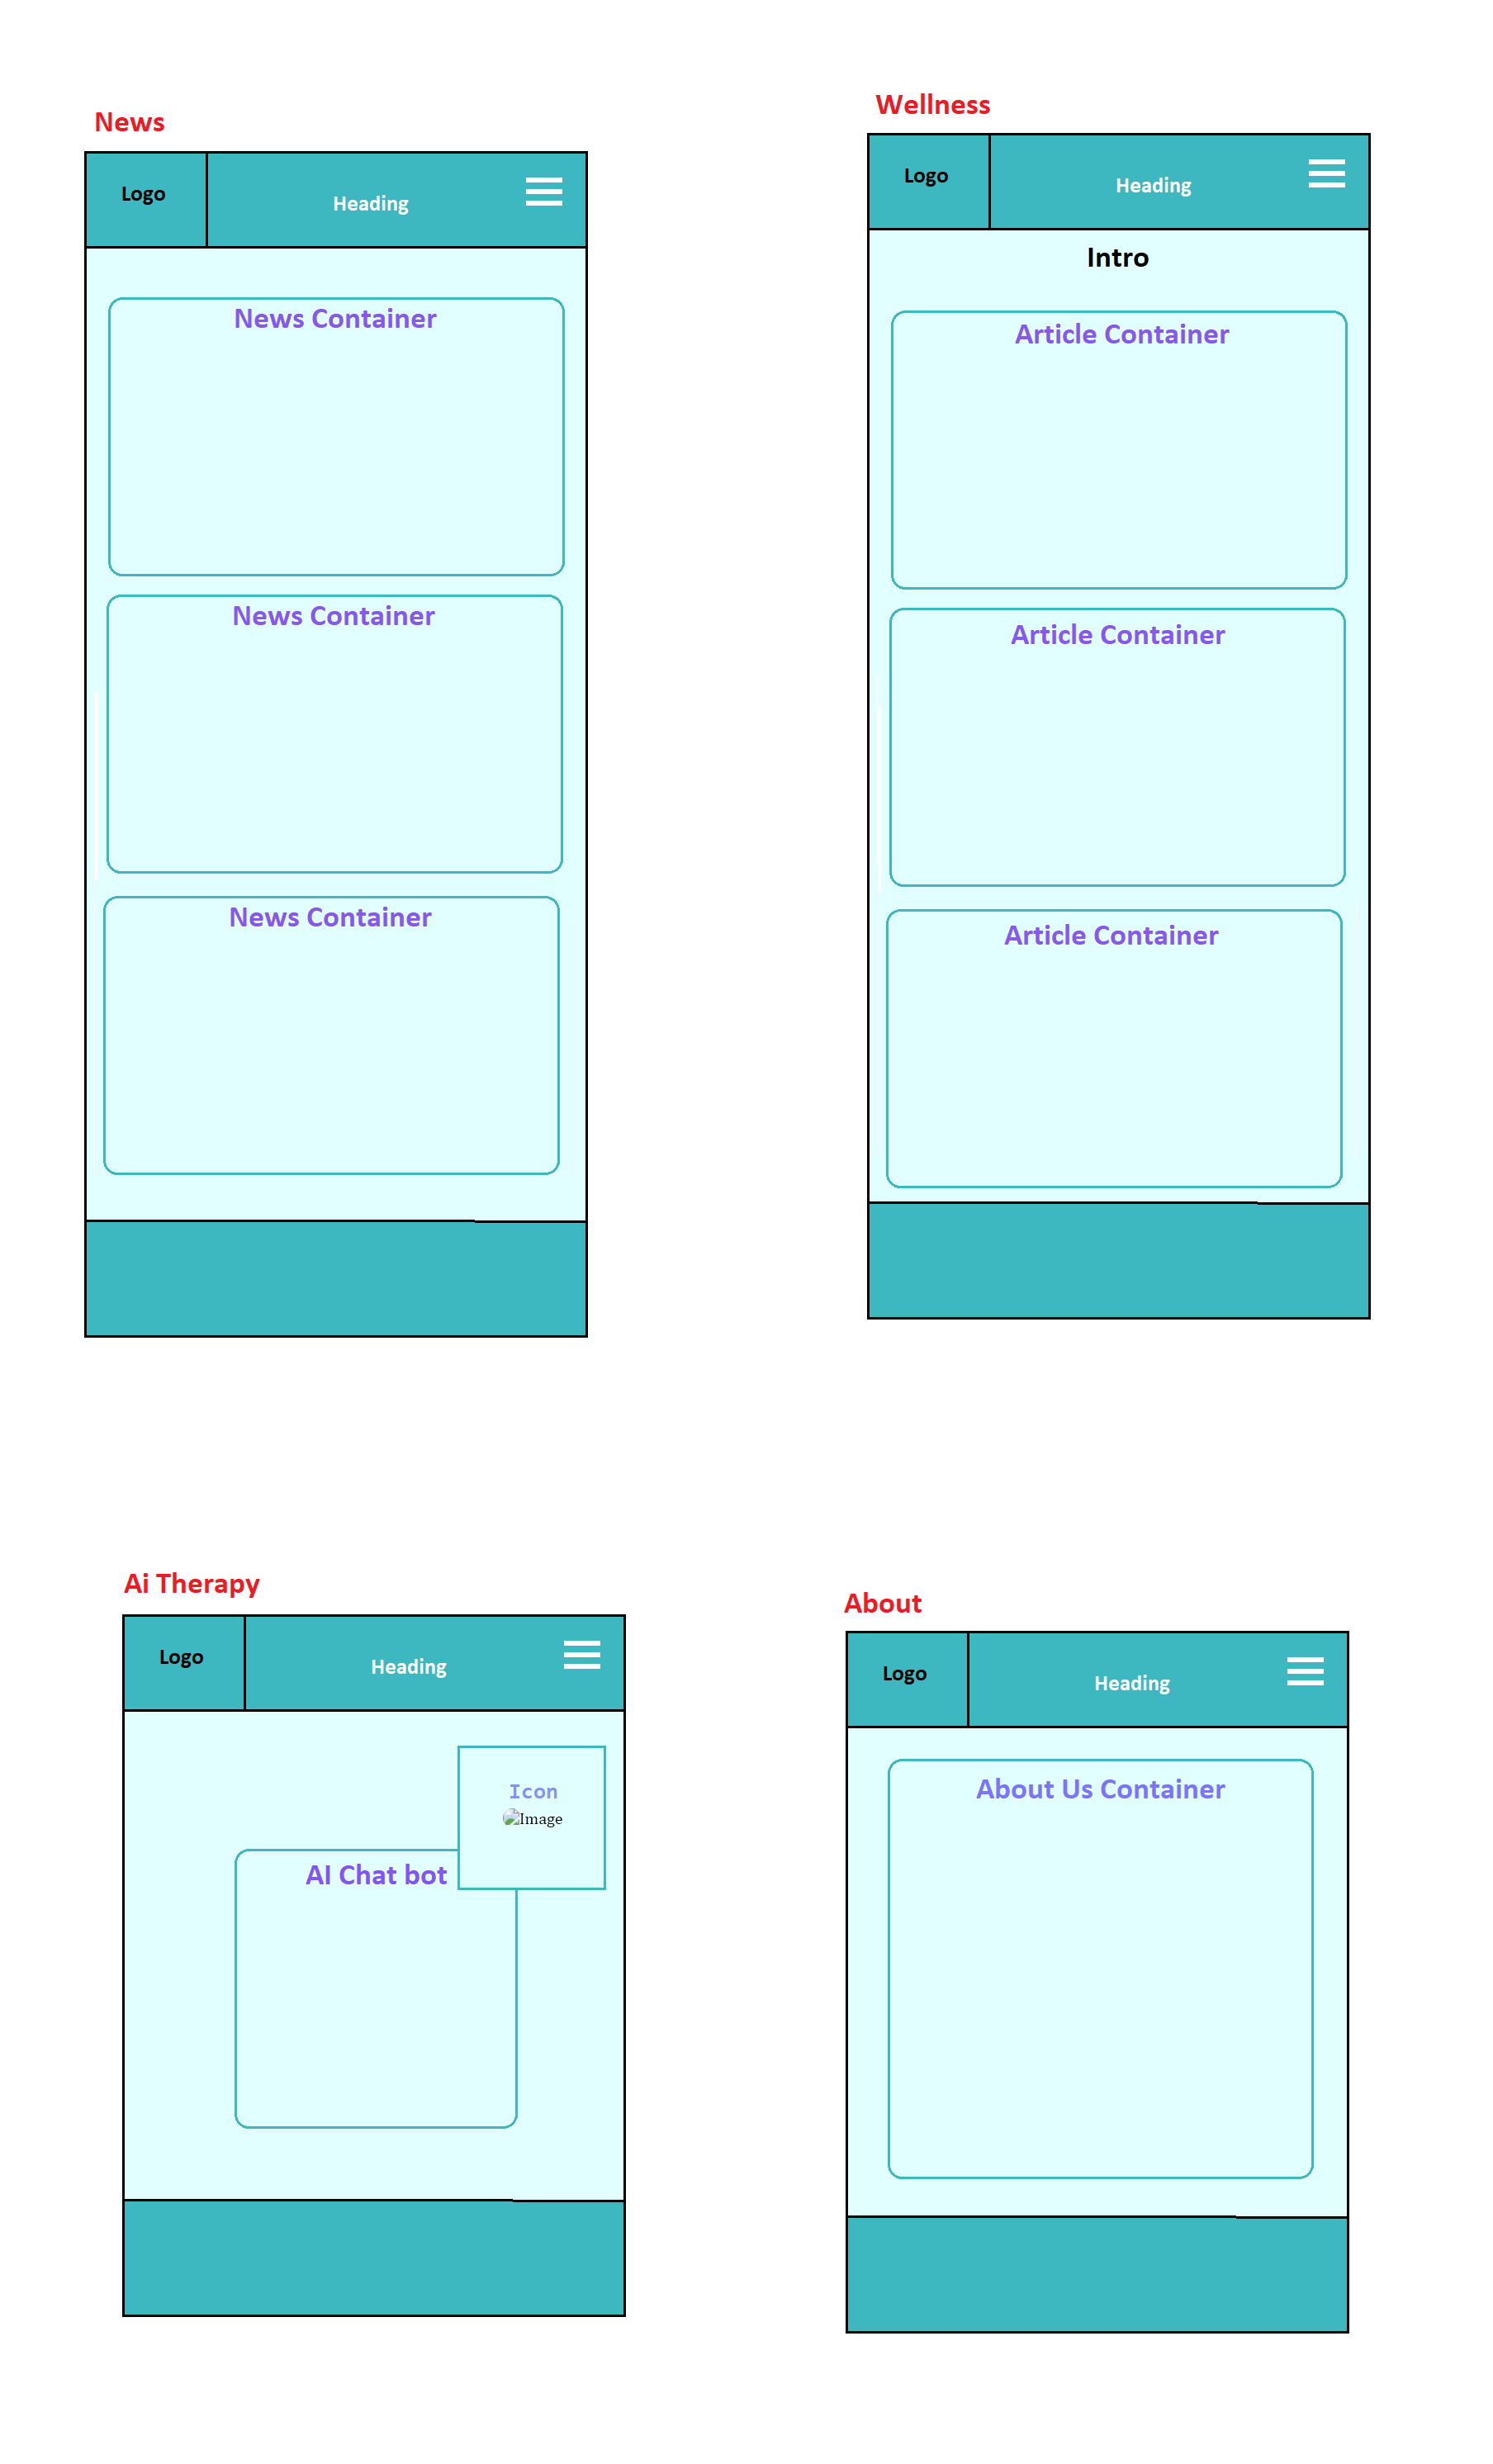 News
Logo
Heading
News Container
News Container
News Container
Wellness
Logo
Heading
Intro
Article Container
Article Container
Article Container
Ai Therapy
Logo
Heading
Icon
Image
AI Chat bot
About
Logo
Heading
About Us Container